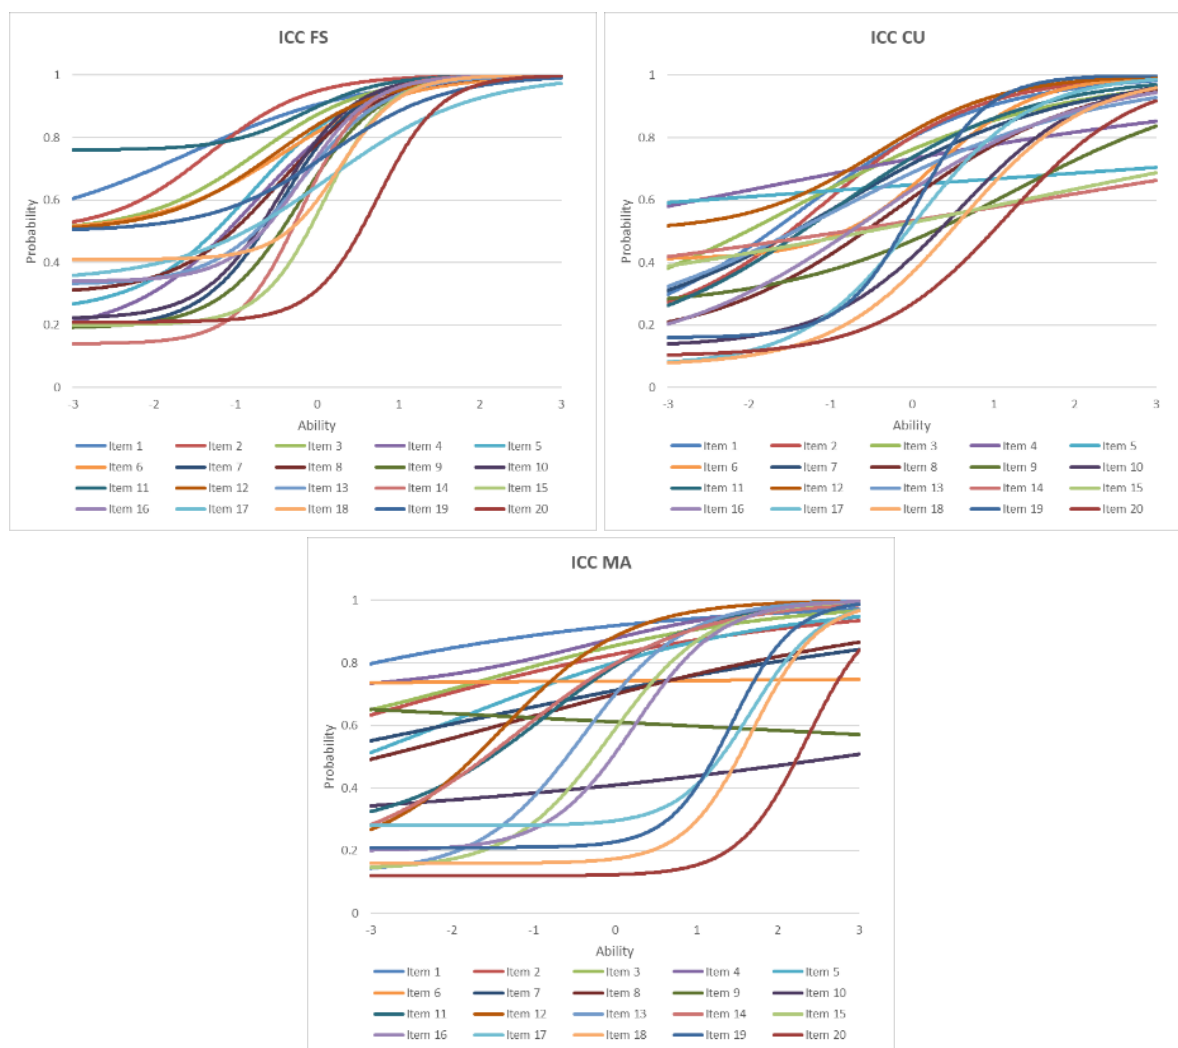 ICC FS
1
0.8
0.6
0.4
0.2
0
Probability
-3 -2 -1 0 1 2 3
Ability
Item 1 Item 2 Item 3 Item 4 Item 5
Item 6 Item 7 Item 8 Item 9 Item 10
Item 11 Item 12 Item 13 Item 14 Item 15
Item 16 Item 17 Item 18 Item 19 Item 20
ICC CU
1
0.8
0.6
0.4
0.2
0
Probability
-3 -2 -1 0 1 2 3
Ability
Item 1 Item 2 Item 3 Item 4 Item 5
Item 6 Item 7 Item 8 Item 9 Item 10
Item 11 Item 12 Item 13 Item 14 Item 15
Item 16 Item 17 Item 18 Item 19 Item 20
ICC MA
1
0.8
0.6
0.4
0.2
0
Probability
-3 -2 -1 0 1 2 3
Ability
Item 1 Item 2 Item 3 Item 4 Item 5
Item 6 Item 7 Item 8 Item 9 Item 10
Item 11 Item 12 Item 13 Item 14 Item 15
Item 16 Item 17 Item 18 Item 19 Item 20